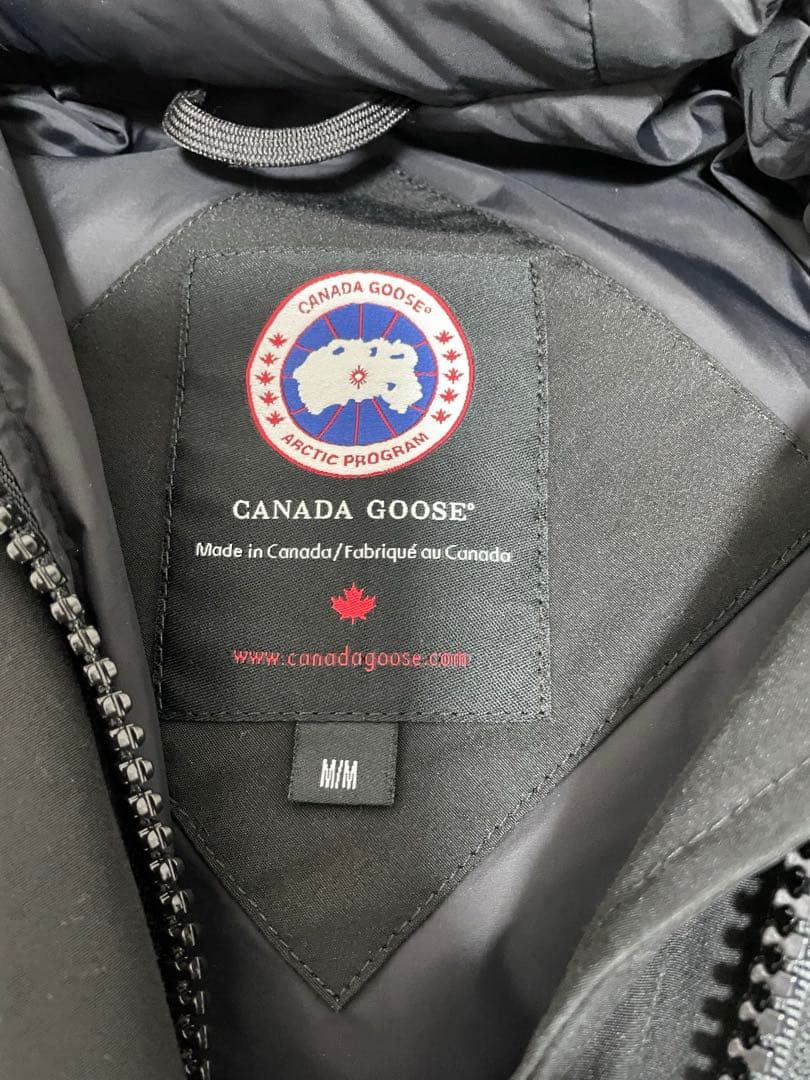 CANADA GOOSE®
ARCTIC PROGRAM
CANADA GOOSE®
Made in Canada/Fabriqué au Canada
www.canadagoose.com
M/M